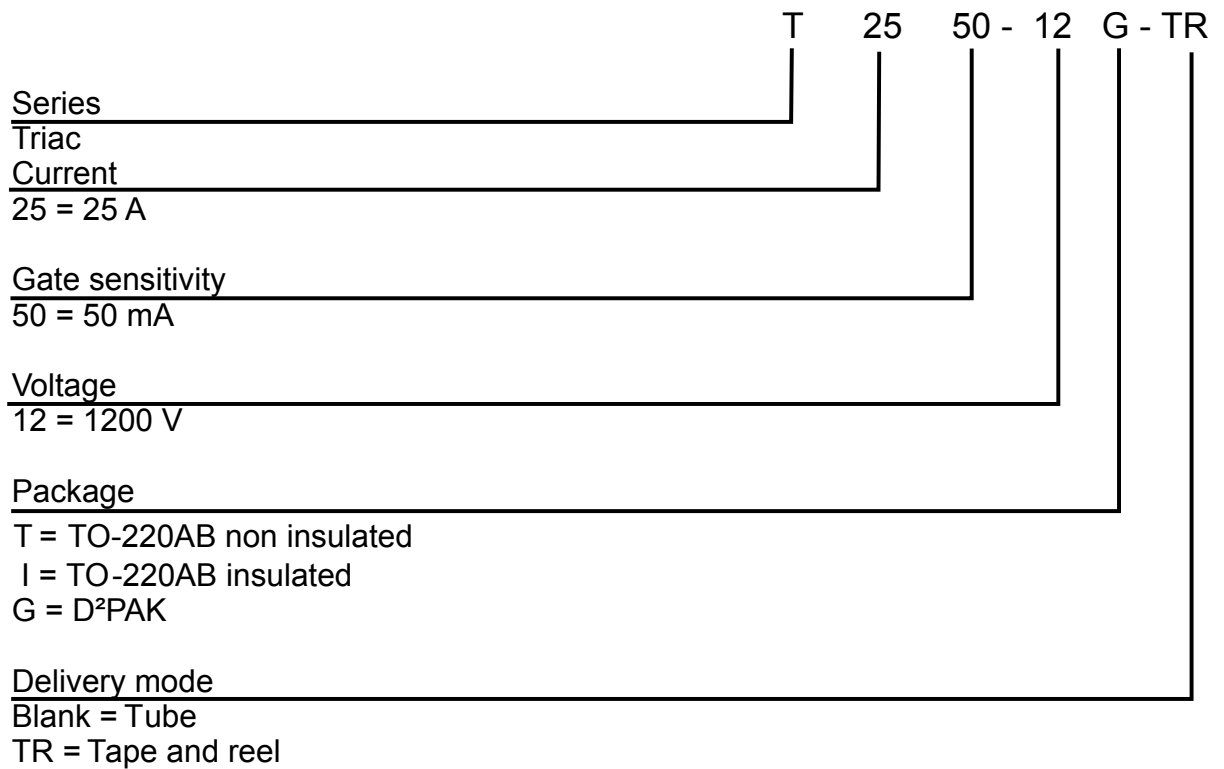 T 25 50 - 12 G - TR
Series
Triac
Current
25 = 25 A
Gate sensitivity
50 = 50 mA
Voltage
12 = 1200 V
Package
T = TO-220AB non insulated
I = TO-220AB insulated
G = D²PAK
Delivery mode
Blank = Tube
TR = Tape and reel